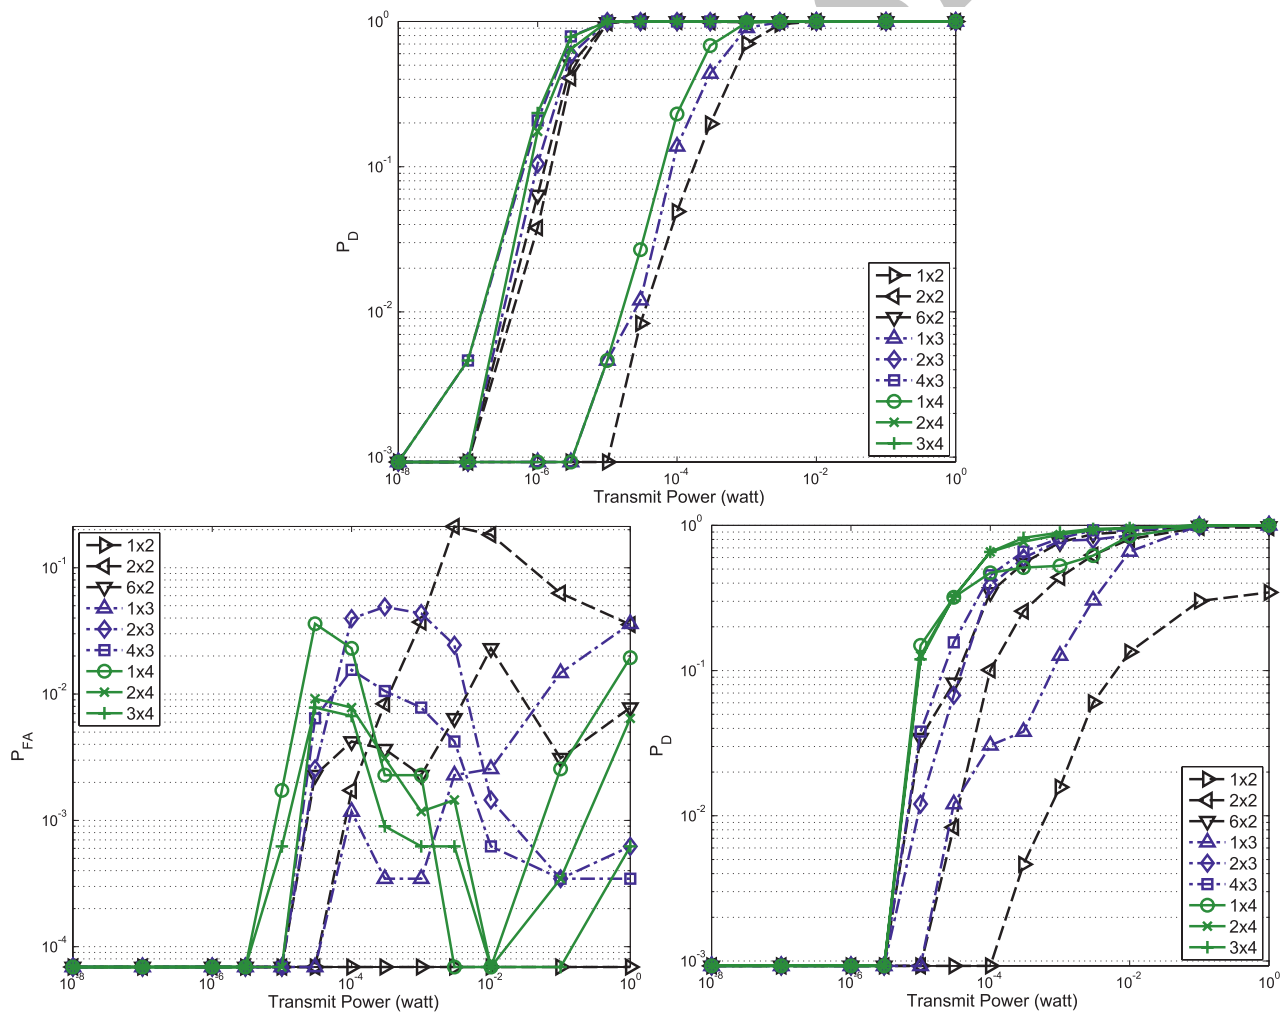 10^0
10^-1
10^-2
10^-3
P_D
10^-8
10^-6
10^-4
10^-2
10^0
Transmit Power (watt)
1x2
2x2
6x2
1x3
2x3
4x3
1x4
2x4
3x4
10^-1
10^-2
10^-3
10^-4
P_FA
10^-8
10^-6
10^-4
10^-2
10^0
Transmit Power (watt)
1x2
2x2
6x2
1x3
2x3
4x3
1x4
2x4
3x4
10^0
10^-1
10^-2
10^-3
P_D
10^-8
10^-6
10^-4
10^-2
10^0
Transmit Power (watt)
1x2
2x2
6x2
1x3
2x3
4x3
1x4
2x4
3x4